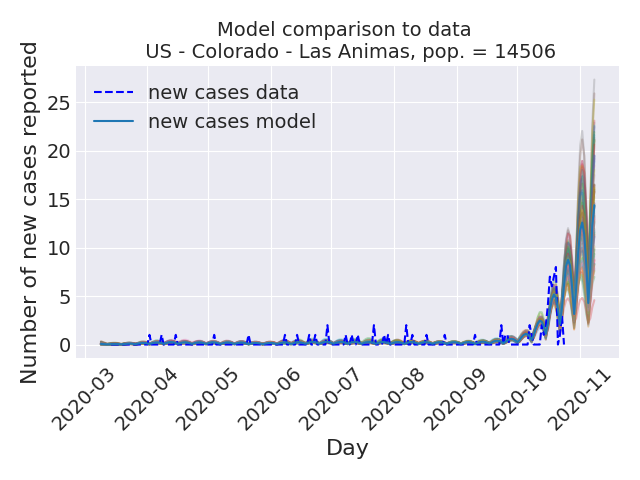 Model comparison to data
US - Colorado - Las Animas, pop. = 14506
Number of new cases reported
new cases data
new cases model
25
20
15
10
5
0
2020-03
2020-04
2020-05
2020-06
2020-07
2020-08
2020-09
2020-10
2020-11
Day